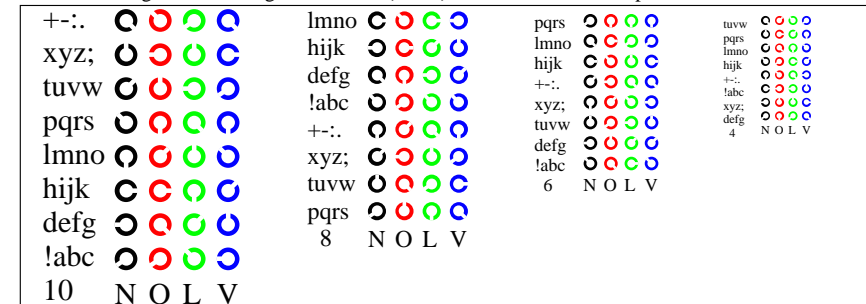 +-:.
xyz;
tuvw
pqrs
lmno
hijk
defg
!abc
10 N O L V
lmno
hijk
defg
!abc
+-:.
xyz;
tuvw
pqrs
8 N O L V
pqrs
lmno
hijk
+-:.
xyz;
tuvw
defg
!abc
6 N O L V
tuvw
pqrs
lmno
hijk
+-:.
!abc
xyz;
defg
4 N O L V